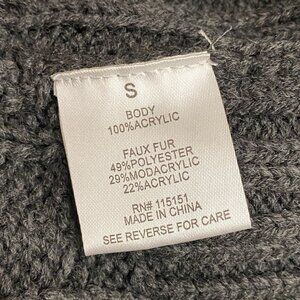 S
BODY
100%ACRYLIC
FAUX FUR
49%POLYESTER
29%MODACRYLIC
22%ACRYLIC
RN# 115151
MADE IN CHINA
SEE REVERSE FOR CARE